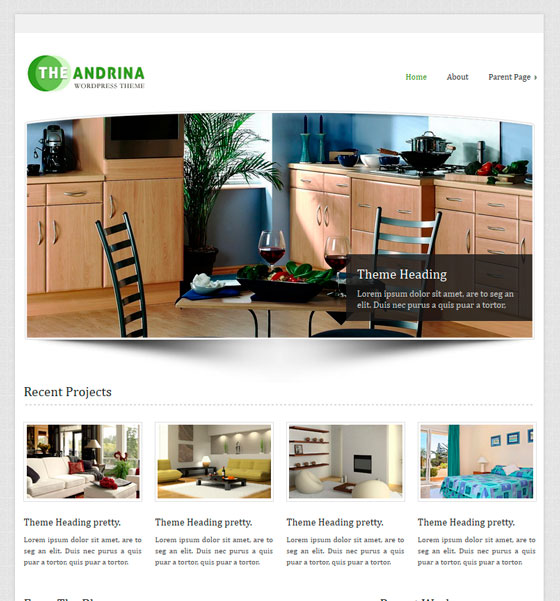 THE ANDRINA
WORDPRESS THEME
Home About Parent Page
Theme Heading
Lorem ipsum dolor sit amet, are to seg an
elit. Duis nec purus a quis puar a tortor.
Recent Projects
Theme Heading pretty.
Lorem ipsum dolor sit amet, are to
seg an elit. Duis nec purus a quis
puar a tortor, quis puar a tortor.
Theme Heading pretty.
Lorem ipsum dolor sit amet, are to
seg an elit. Duis nec purus a quis
puar a tortor, quis puar a tortor.
Theme Heading pretty.
Lorem ipsum dolor sit amet, are to
seg an elit. Duis nec purus a quis
puar a tortor, quis puar a tortor.
Theme Heading pretty.
Lorem ipsum dolor sit amet, are to
seg an elit. Duis nec purus a quis
puar a tortor, quis puar a tortor.